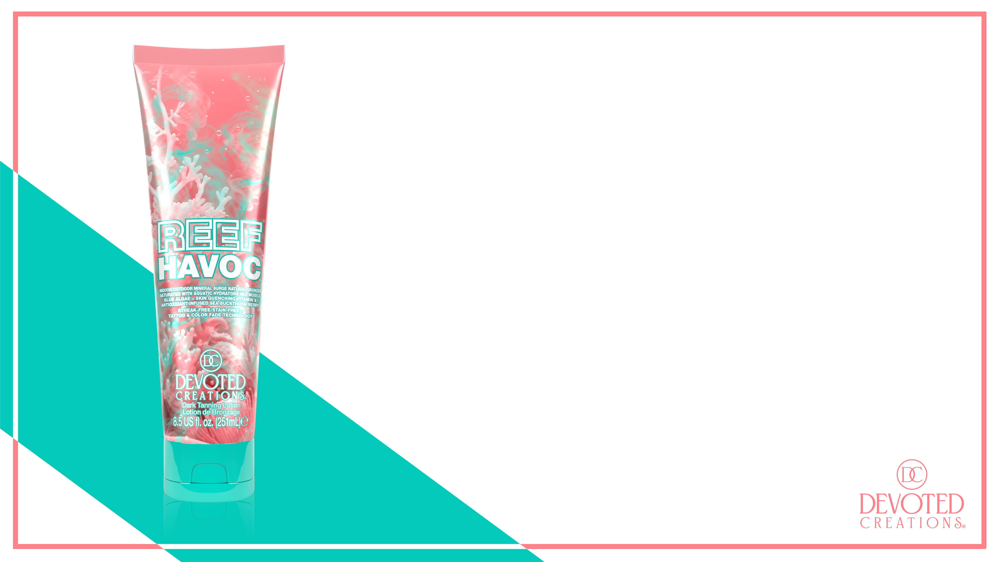 REEF
HAVOC
INDOOR/OUTDOOR MINERAL SURGE NATURAL BRONZER
SATURATED WITH AQUATIC HYDRATORS SEA MOSS &
BLUE ALGAE + SKIN QUENCHING VITAMIN &
ANTIOXIDANT INFUSED SEA BUCKTHORN BERRY
STREAK-FREE/STAIN-FREE +
TATTOO & COLOR FADE TECHNOLOGY
DC
DEVOTED
CREATIONS®
Dark Tanning Lotion
Lotion de Bronzage
8.5 US fl. oz. (251mL)℮
DC
DEVOTED
CREATIONS®